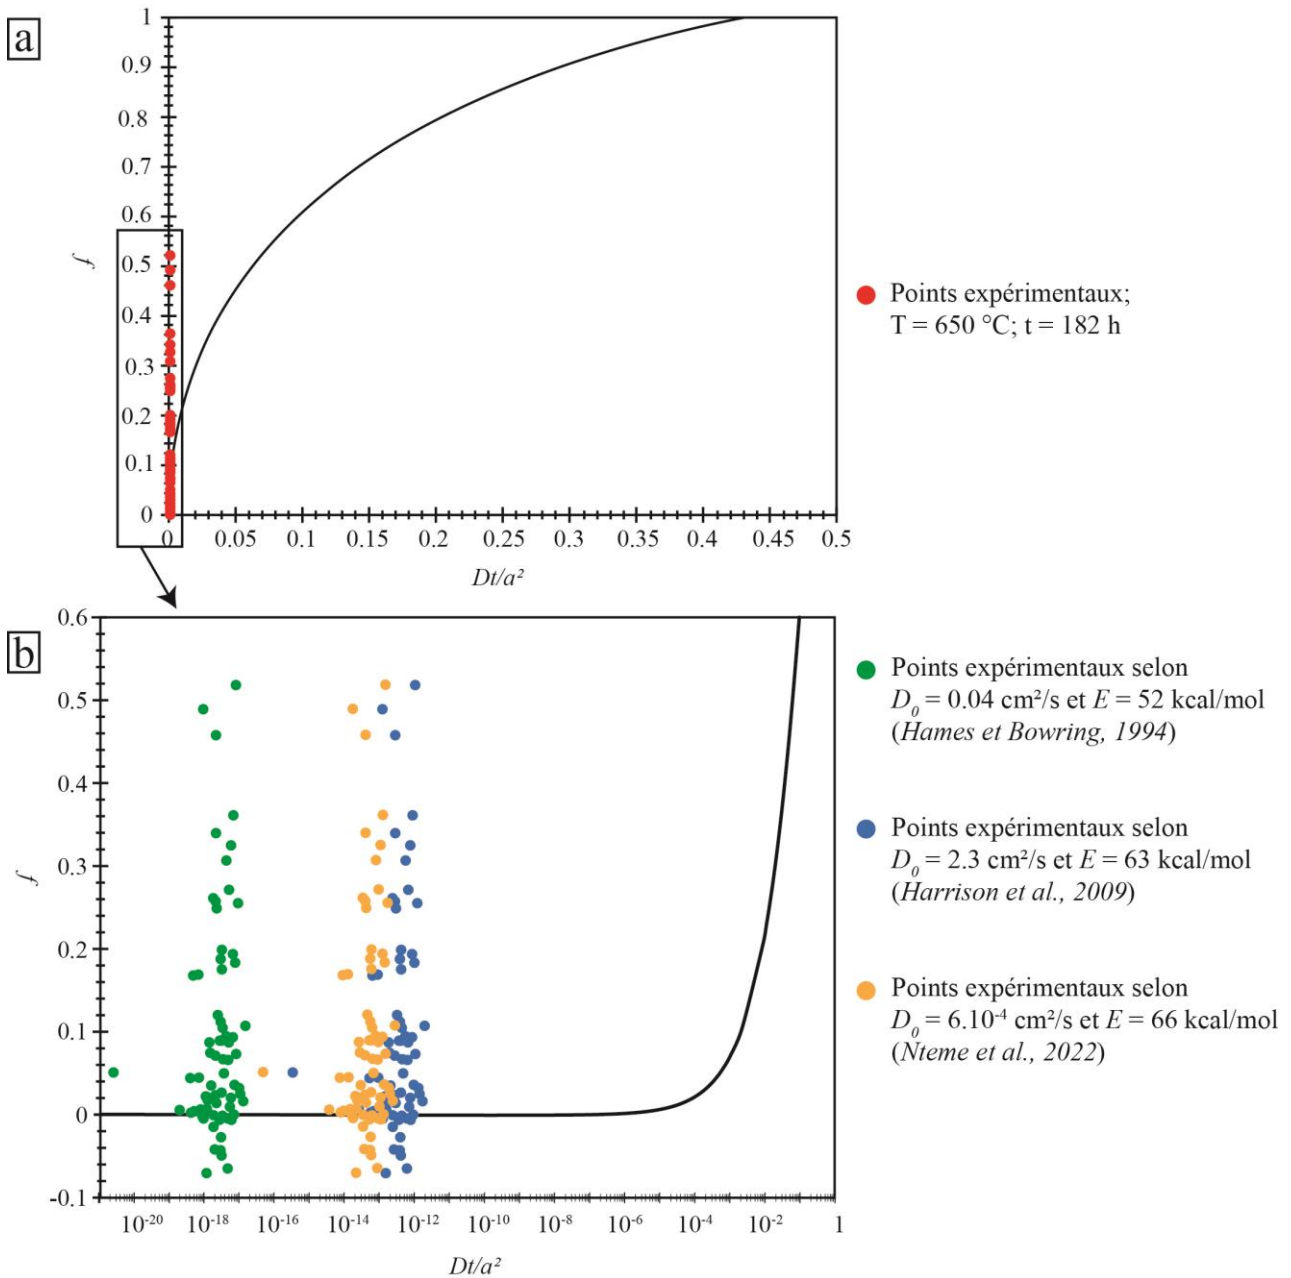 a
1
0.9
0.8
0.7
0.6
0.5
0.4
0.3
0.2
0.1
0
f
0 0.05 0.1 0.15 0.2 0.25 0.3 0.35 0.4 0.45 0.5
Dt/a²
Points expérimentaux;
T = 650 °C; t = 182 h
b
0.6
0.5
0.4
0.3
0.2
0.1
0
-0.1
f
10⁻²⁰ 10⁻¹⁸ 10⁻¹⁶ 10⁻¹⁴ 10⁻¹² 10⁻¹⁰ 10⁻⁸ 10⁻⁶ 10⁻⁴ 10⁻² 1
Dt/a²
Points expérimentaux selon
D₀ = 0.04 cm²/s et E = 52 kcal/mol
(Hames et Bowring, 1994)
Points expérimentaux selon
D₀ = 2.3 cm²/s et E = 63 kcal/mol
(Harrison et al., 2009)
Points expérimentaux selon
D₀ = 6.10⁻⁴ cm²/s et E = 66 kcal/mol
(Nteme et al., 2022)